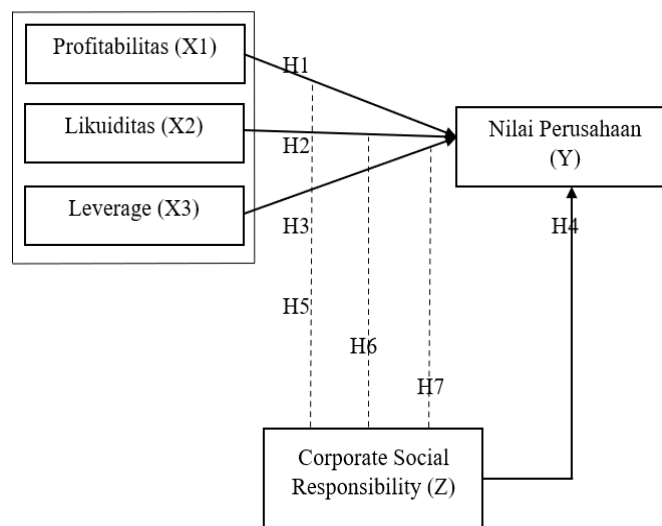 Profitabilitas (X1)
H1
Likuiditas (X2)
H2
Nilai Perusahaan
(Y)
Leverage (X3)
H3
H4
H5
H6
H7
Corporate Social
Responsibility (Z)